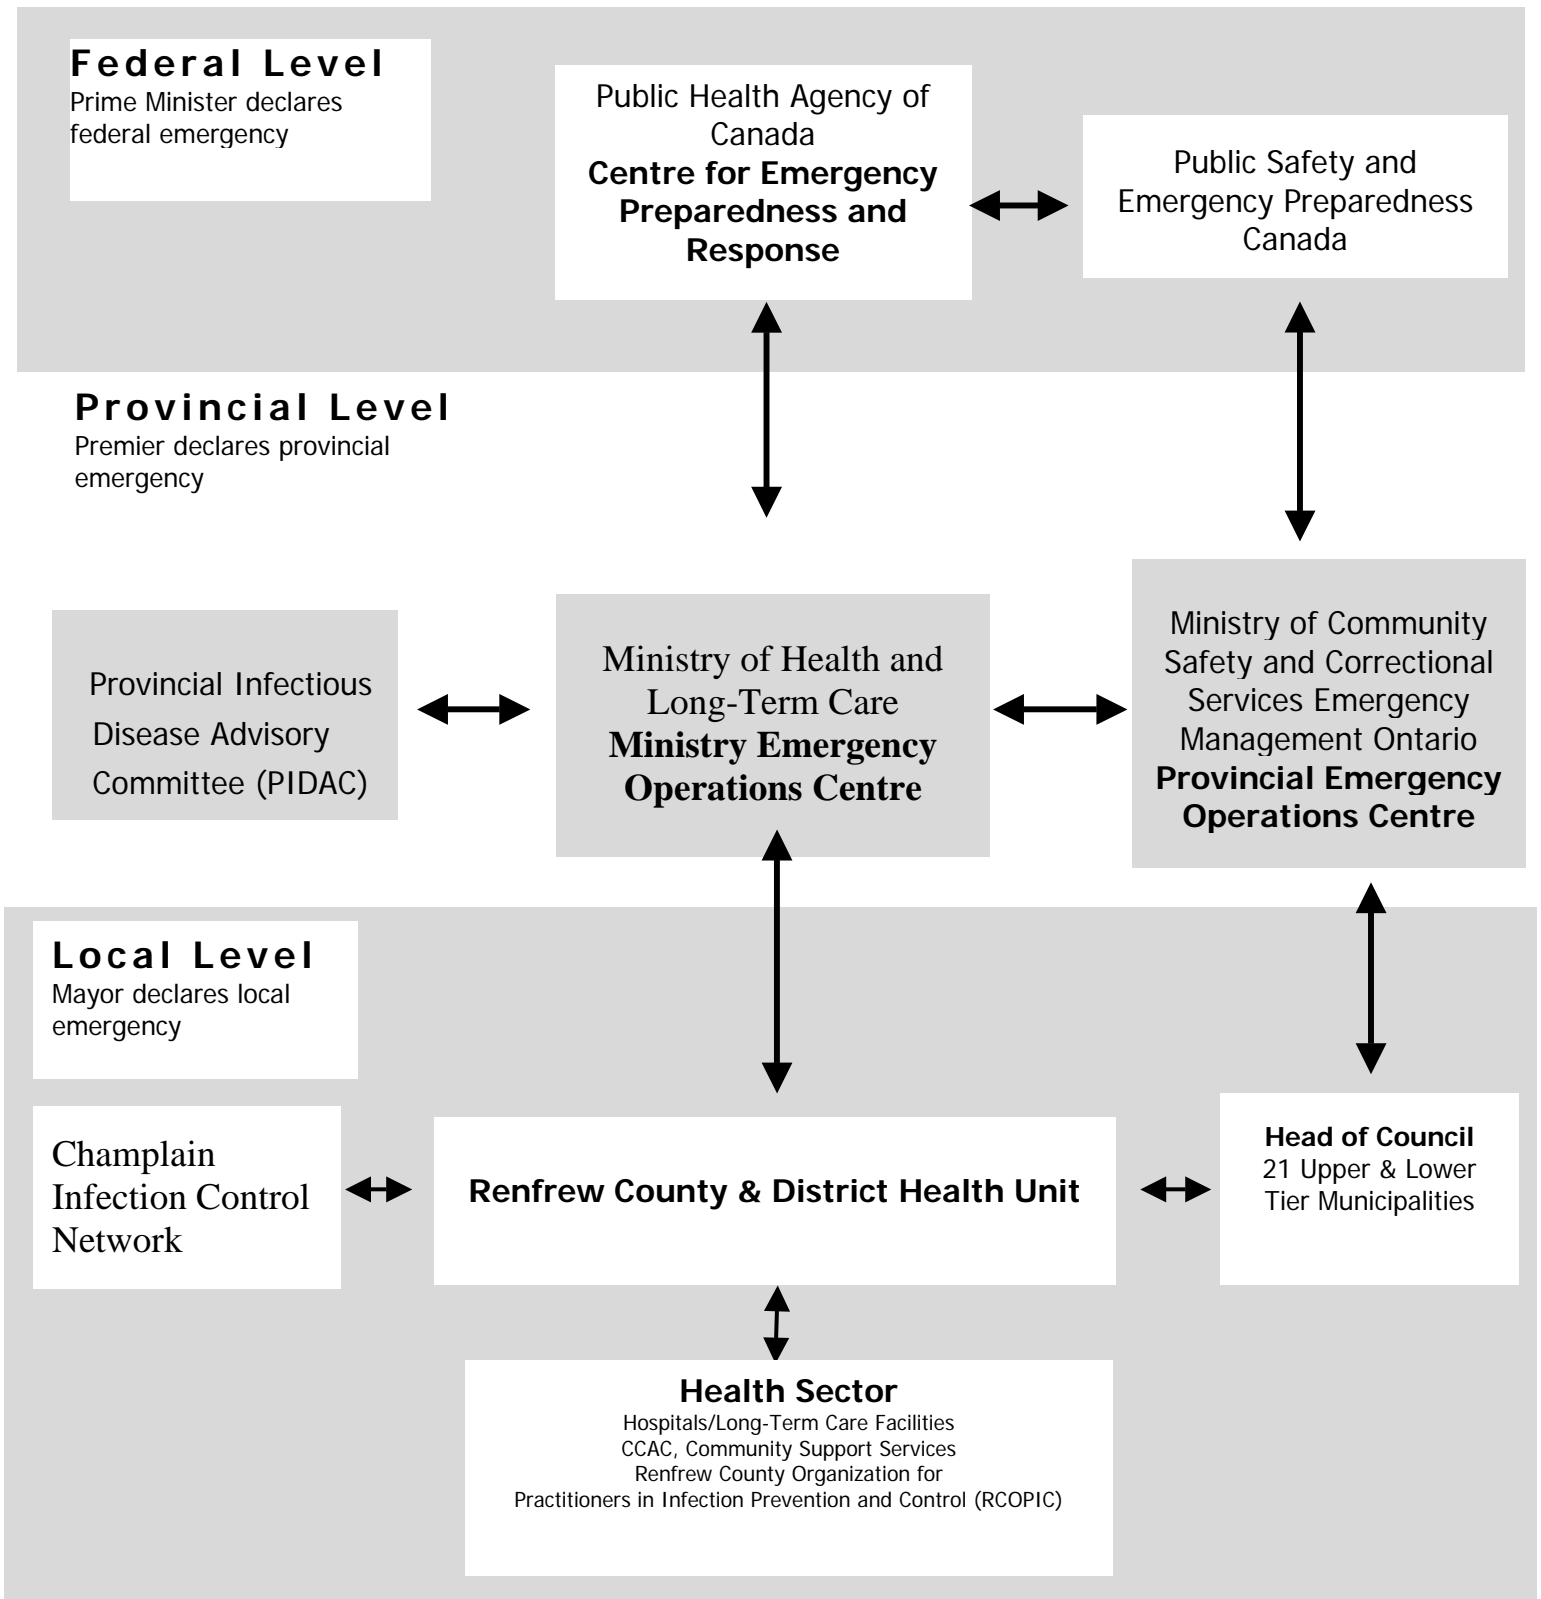 Federal Level
Prime Minister declares
federal emergency
Public Health Agency of
Canada
Centre for Emergency
Preparedness and
Response
Public Safety and
Emergency Preparedness
Canada
Provincial Level
Premier declares provincial
emergency
Provincial Infectious
Disease Advisory
Committee (PIDAC)
Ministry of Health and
Long-Term Care
Ministry Emergency
Operations Centre
Ministry of Community
Safety and Correctional
Services Emergency
Management Ontario
Provincial Emergency
Operations Centre
Local Level
Mayor declares local
emergency
Champlain
Infection Control
Network
Renfrew County & District Health Unit
Head of Council
21 Upper & Lower
Tier Municipalities
Health Sector
Hospitals/Long-Term Care Facilities
CCAC, Community Support Services
Renfrew County Organization for
Practitioners in Infection Prevention and Control (RCOPIC)